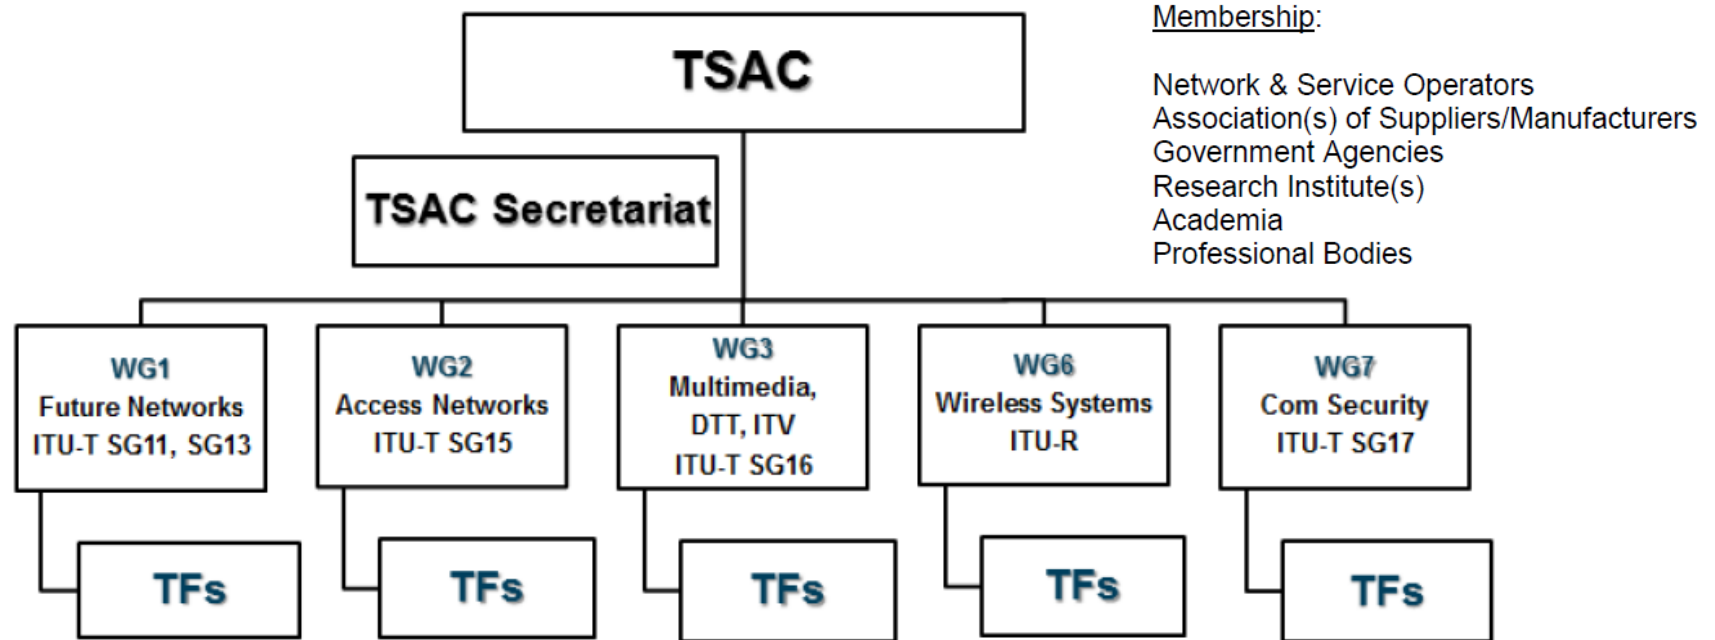 TSAC
Membership:
Network & Service Operators
Association(s) of Suppliers/Manufacturers
Government Agencies
Research Institute(s)
Academia
Professional Bodies
TSAC Secretariat
WG1
Future Networks
ITU-T SG11, SG13
WG2
Access Networks
ITU-T SG15
WG3
Multimedia,
DTT, ITV
ITU-T SG16
WG6
Wireless Systems
ITU-R
WG7
Com Security
ITU-T SG17
TFs
TFs
TFs
TFs
TFs